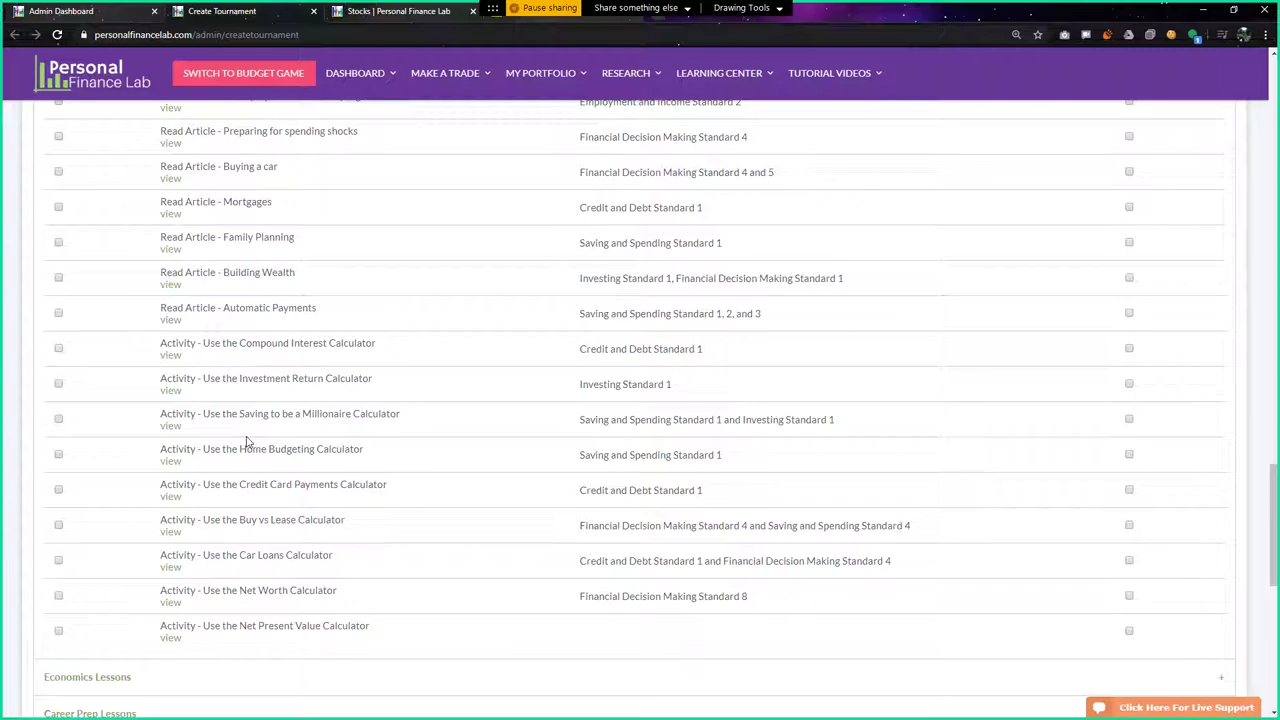 Admin Dashboard × Create Tournament × Stocks | Personal Finance Lab × Pause sharing Share something else Drawing Tools
personalfinancelab.com/admin/createtournament
Personal Finance Lab SWITCH TO BUDGET GAME DASHBOARD MAKE A TRADE MY PORTFOLIO RESEARCH LEARNING CENTER TUTORIAL VIDEOS
Employment and Income Standard 2
view
Read Article - Preparing for spending shocks Financial Decision Making Standard 4
view
Read Article - Buying a car Financial Decision Making Standard 4 and 5
view
Read Article - Mortgages Credit and Debt Standard 1
view
Read Article - Family Planning Saving and Spending Standard 1
view
Read Article - Building Wealth Investing Standard 1, Financial Decision Making Standard 1
view
Read Article - Automatic Payments Saving and Spending Standard 1, 2, and 3
view
Activity - Use the Compound Interest Calculator Credit and Debt Standard 1
view
Activity - Use the Investment Return Calculator Investing Standard 1
view
Activity - Use the Saving to be a Millionaire Calculator Saving and Spending Standard 1 and Investing Standard 1
view
Activity - Use the Home Budgeting Calculator Saving and Spending Standard 1
view
Activity - Use the Credit Card Payments Calculator Credit and Debt Standard 1
view
Activity - Use the Buy vs Lease Calculator Financial Decision Making Standard 4 and Saving and Spending Standard 4
view
Activity - Use the Car Loans Calculator Credit and Debt Standard 1 and Financial Decision Making Standard 4
view
Activity - Use the Net Worth Calculator Financial Decision Making Standard 8
view
Activity - Use the Net Present Value Calculator
view
Economics Lessons +
Career Prep Lessons
Click Here For Live Support